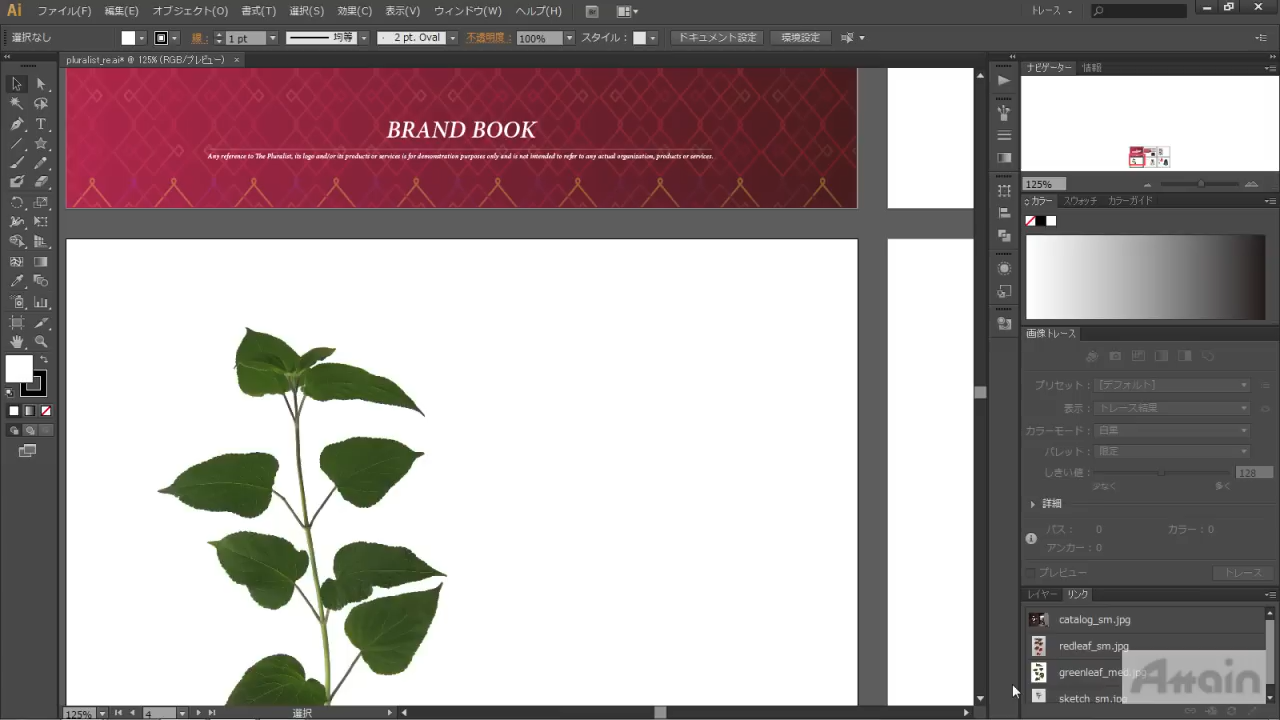 Ai ファイル(F) 編集(E) オブジェクト(O) 書式(T) 選択(S) 効果(C) 表示(V) ウィンドウ(W) ヘルプ(H) Br トレース
選択なし 線 : 1 pt 均等 2 pt. Oval 不透明度 : 100% スタイル : ドキュメント設定 環境設定
pluralist_re.ai* @ 125% (RGB/プレビュー) ×
ナビゲーター 情報
BRAND BOOK
Any reference to The Pluralist, its logo and/or its products or services is for demonstration purposes only and is not intended to refer to any actual organization, products or services.
125%
カラー スウォッチ カラーガイド
画像トレース
プリセット : [デフォルト]
表示 : トレース結果
カラーモード : 白黒
パレット : 限定
しきい値 : 128
少なく 多く
詳細
パス : 0 カラー : 0
アンカー : 0
プレビュー トレース
レイヤー リンク
catalog_sm.jpg
redleaf_sm.jpg
greenleaf_med.jpg
sketch_sm.jpg
Attain
125% 4 選択